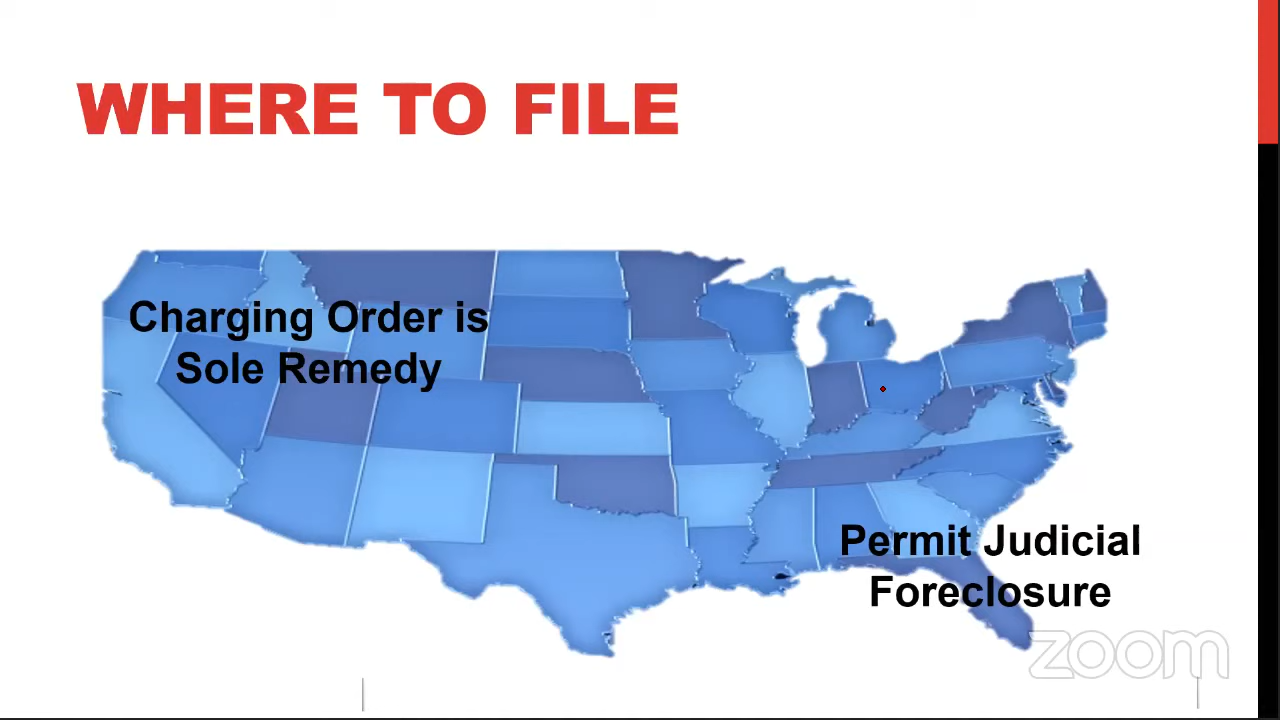 WHERE TO FILE
Charging Order is
Sole Remedy
Permit Judicial
Foreclosure
zoom